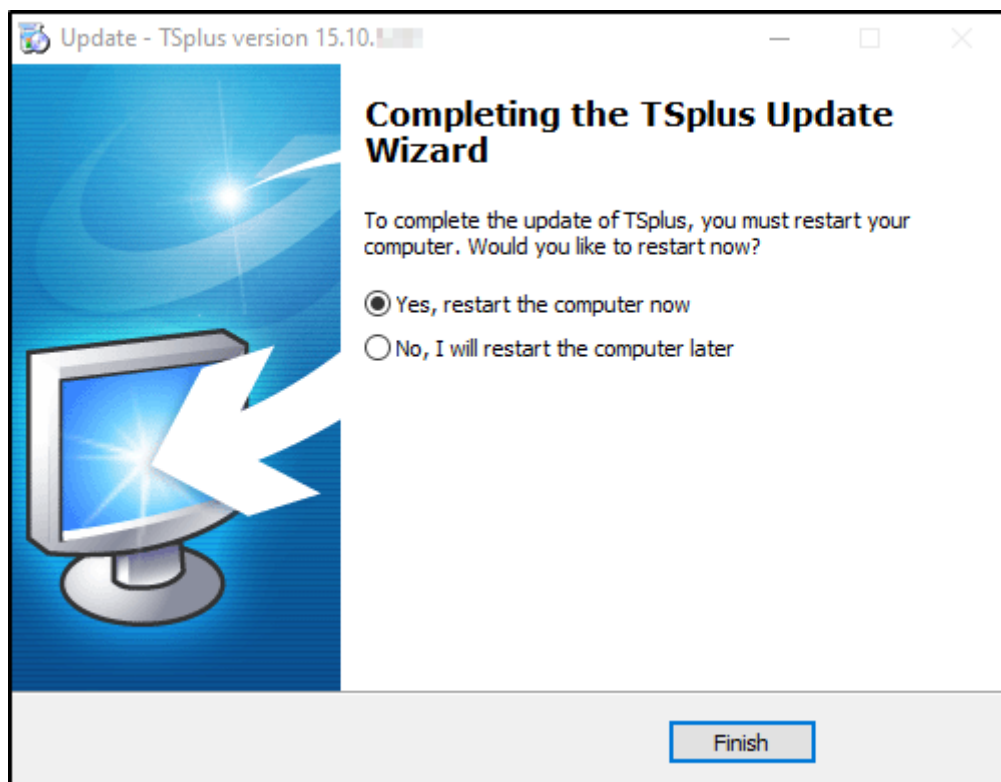 Update - TSplus version 15.10.
Completing the TSplus Update
Wizard
To complete the update of TSplus, you must restart your
computer. Would you like to restart now?
Yes, restart the computer now
No, I will restart the computer later
Finish